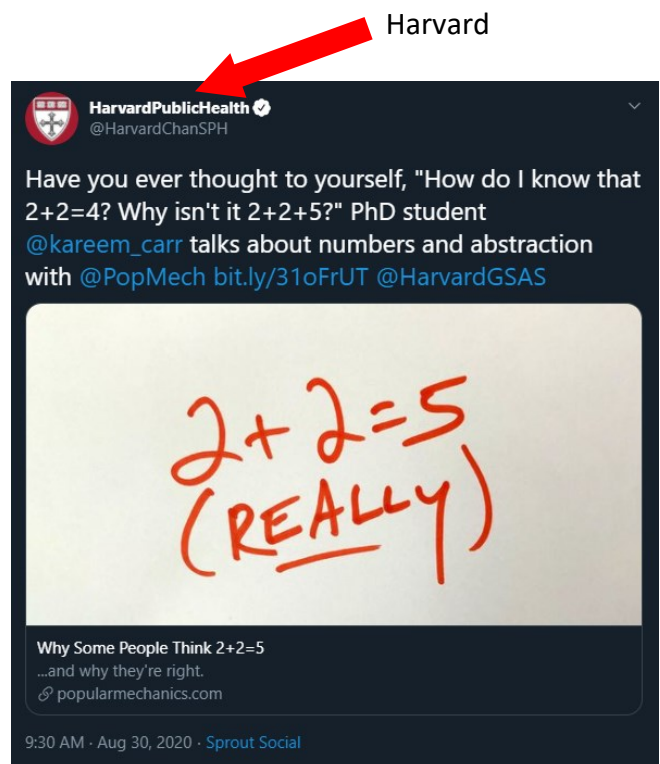 Harvard
HarvardPublicHealth
@HarvardChanSPH
Have you ever thought to yourself, "How do I know that
2+2=4? Why isn't it 2+2+5?" PhD student
@kareem_carr talks about numbers and abstraction
with @PopMech bit.ly/31oFrUT @HarvardGSAS
2+2=5
(REALLY)
Why Some People Think 2+2=5
...and why they're right.
popularmechanics.com
9:30 AM · Aug 30, 2020 · Sprout Social